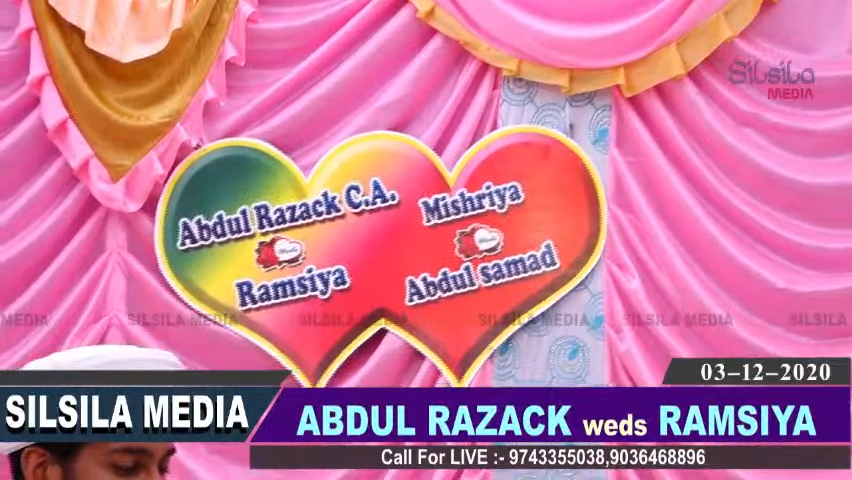 Silsila
MEDIA
Abdul Razack C.A.
Weds
Ramsiya
Mishriya
Weds
Abdul samad
MEDIA SILSILA MEDIA SILSILA MEDIA SILSILA MEDIA SILSILA MEDIA SILSILA
03-12-2020
SILSILA MEDIA
ABDUL RAZACK weds RAMSIYA
Call For LIVE :- 9743355038,9036468896